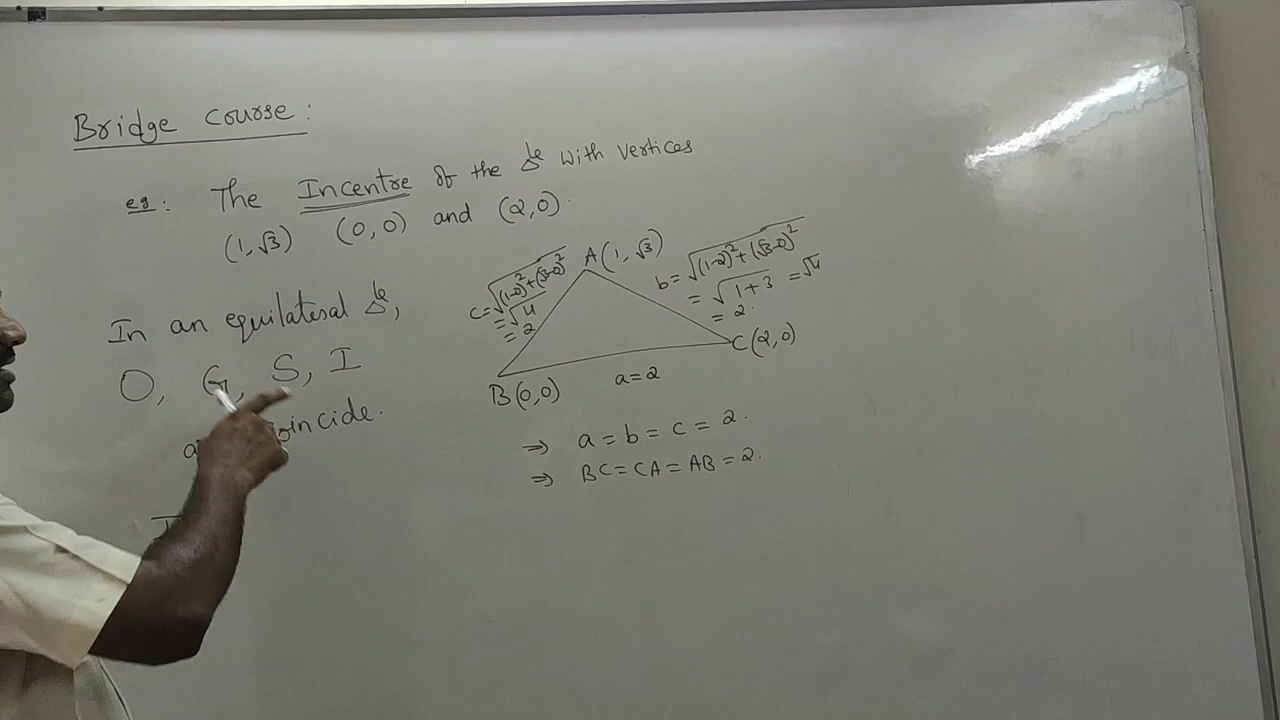 Bridge course:
eg: The Incentre of the Δle with vertices
(1,√3) (0,0) and (2,0).
In an equilateral Δle,
O, G, S, I
coincide.
A(1,√3)
c=√(1-0)²+(√3-0)²
=√4
=2
b=√(1-2)²+(√3-0)²
=√1+3 =√4
=2.
B(0,0)
a=2
C(2,0)
⇒ a=b=c=2.
⇒ BC=CA=AB=2.